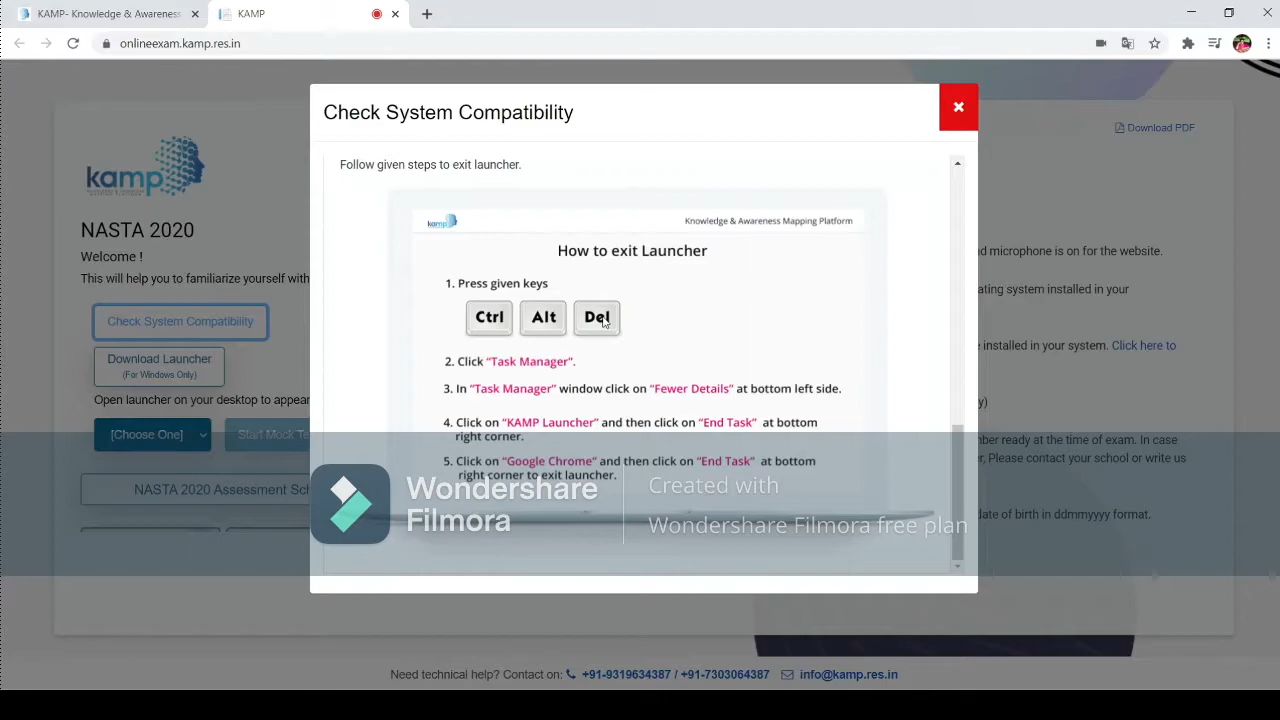 KAMP- Knowledge & Awareness
KAMP
onlineexam.kamp.res.in
Check System Compatibility
Download PDF
kamp
NASTA 2020
Welcome !
This will help you to familiarize yourself with
Check System Compatibility
Download Launcher
(For Windows Only)
Open launcher on your desktop to appear
[Choose One]
Start Mock Te
NASTA 2020 Assessment Sch
Follow given steps to exit launcher.
kamp
Knowledge & Awareness Mapping Platform
How to exit Launcher
1. Press given keys
Ctrl Alt Del
2. Click "Task Manager".
3. In "Task Manager" window click on "Fewer Details" at bottom left side.
4. Click on "KAMP Launcher" and then click on "End Task" at bottom
right corner.
5. Click on "Google Chrome" and then click on "End Task" at bottom
right corner to exit launcher.
Wondershare
Filmora
Created with
Wondershare Filmora free plan
d microphone is on for the website.
ating system installed in your
e installed in your system. Click here to
y)
ber ready at the time of exam. In case
r, Please contact your school or write us
date of birth in ddmmyyyy format.
Need technical help? Contact on: +91-9319634387 / +91-7303064387 info@kamp.res.in